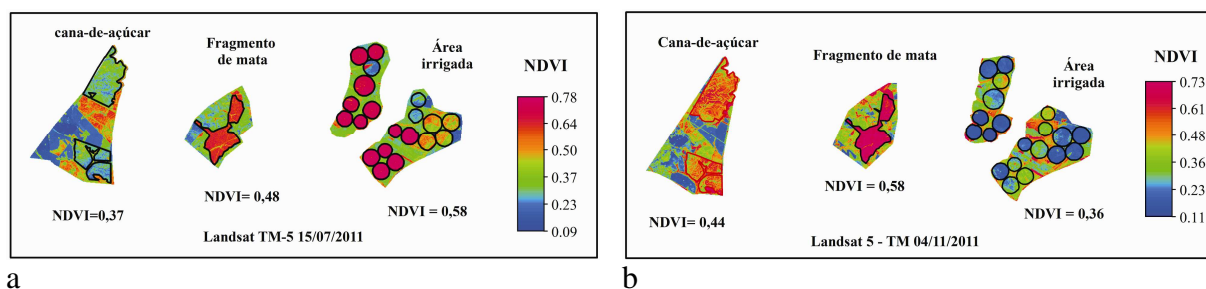 cana-de-açúcar
Fragmento
de mata
Área
irrigada
NDVI
0.78
0.64
0.50
0.37
0.23
0.09
NDVI=0,37
NDVI= 0,48
NDVI = 0,58
Landsat TM-5 15/07/2011
a
Cana-de-açúcar
Fragmento de mata
Área
irrigada
NDVI
0.73
0.61
0.48
0.36
0.23
0.11
NDVI= 0,44
NDVI= 0,58
NDVI = 0,36
Landsat 5 - TM 04/11/2011
b